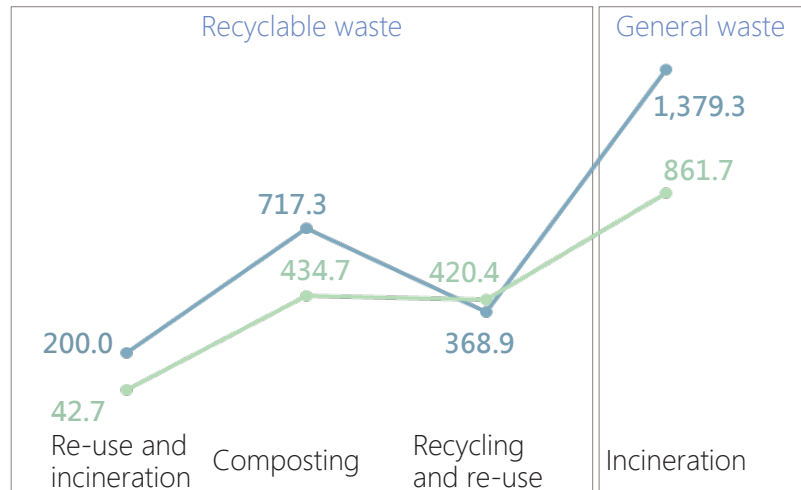 Recyclable waste
General waste
1,379.3
861.7
717.3
434.7
420.4
200.0
368.9
42.7
Re-use and
incineration
Composting
Recycling
and re-use
Incineration